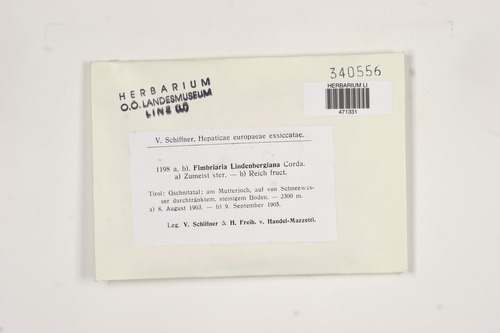 340556
HERBARIUM LI
471331
HERBARIUM
O.Ö. LANDESMUSEUM
LINZ
V. Schiffner, Hepaticae europaeae exsiccatae.
1198 a, b). Fimbriaria Lindenbergiana Corda.
a) Zumeist ster. — b) Reich fruct.
Tirol: Gschnitztal: am Mutterjoch, auf von Schneewas-
ser durchtränktem, steinigem Boden. — 2300 m.
a) 8. August 1903. — b) 9. September 1905.
Leg. V. Schiffner & H. Freih. v. Handel-Mazzetti.